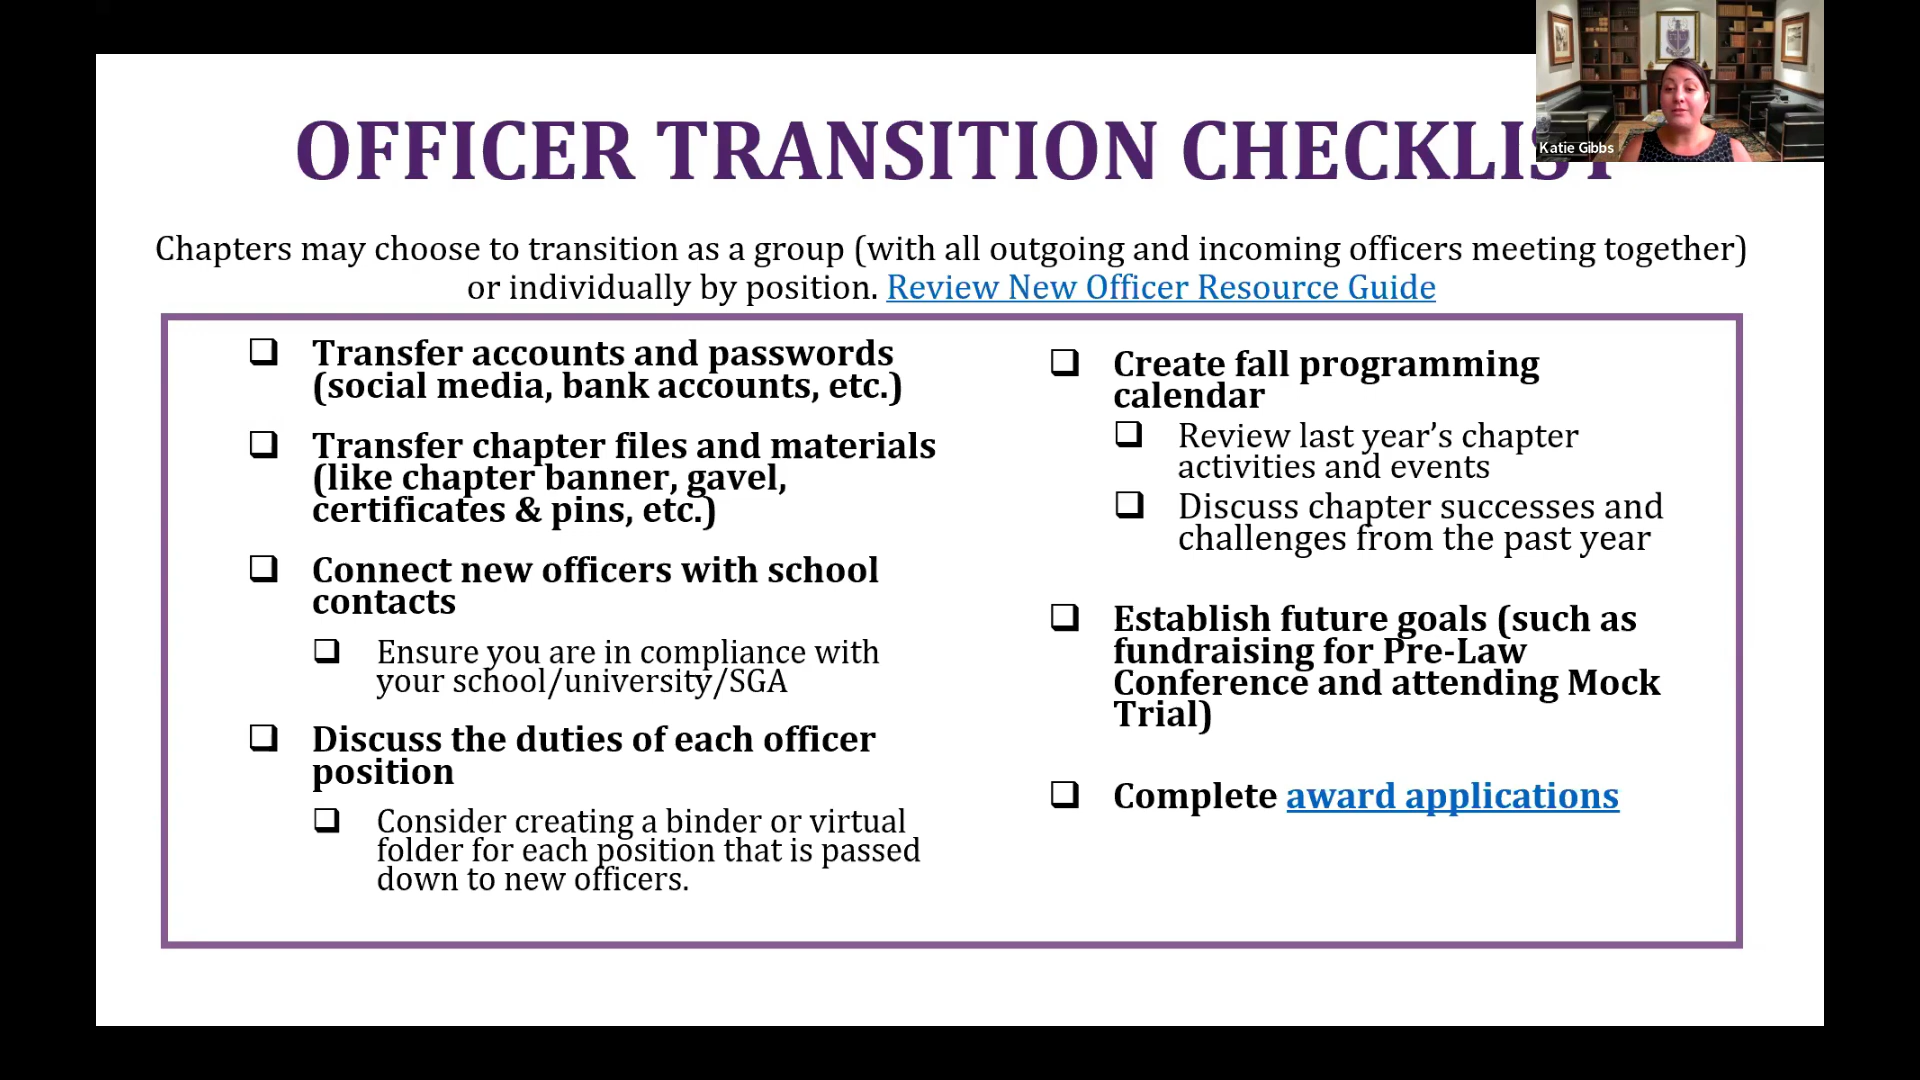 OFFICER TRANSITION CHECKLIST
Katie Gibbs
Chapters may choose to transition as a group (with all outgoing and incoming officers meeting together)
or individually by position. Review New Officer Resource Guide
Transfer accounts and passwords
(social media, bank accounts, etc.)
Transfer chapter files and materials
(like chapter banner, gavel,
certificates & pins, etc.)
Connect new officers with school
contacts
Ensure you are in compliance with
your school/university/SGA
Discuss the duties of each officer
position
Consider creating a binder or virtual
folder for each position that is passed
down to new officers.
Create fall programming
calendar
Review last year’s chapter
activities and events
Discuss chapter successes and
challenges from the past year
Establish future goals (such as
fundraising for Pre-Law
Conference and attending Mock
Trial)
Complete award applications